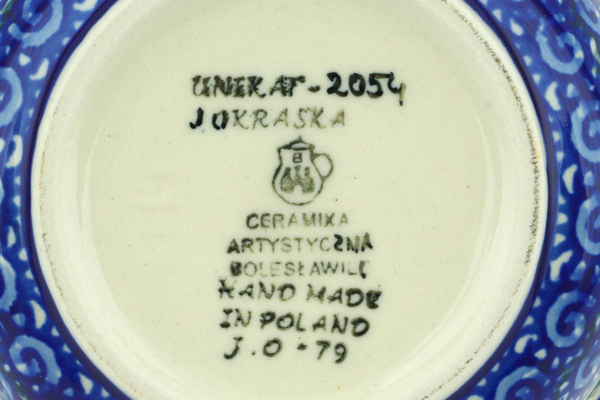 UNIKAT-2054
J OKRASKA
B
CERAMIKA
ARTYSTYCZNA
BOLESŁAWIEC
HAND MADE
IN POLAND
J.O-79